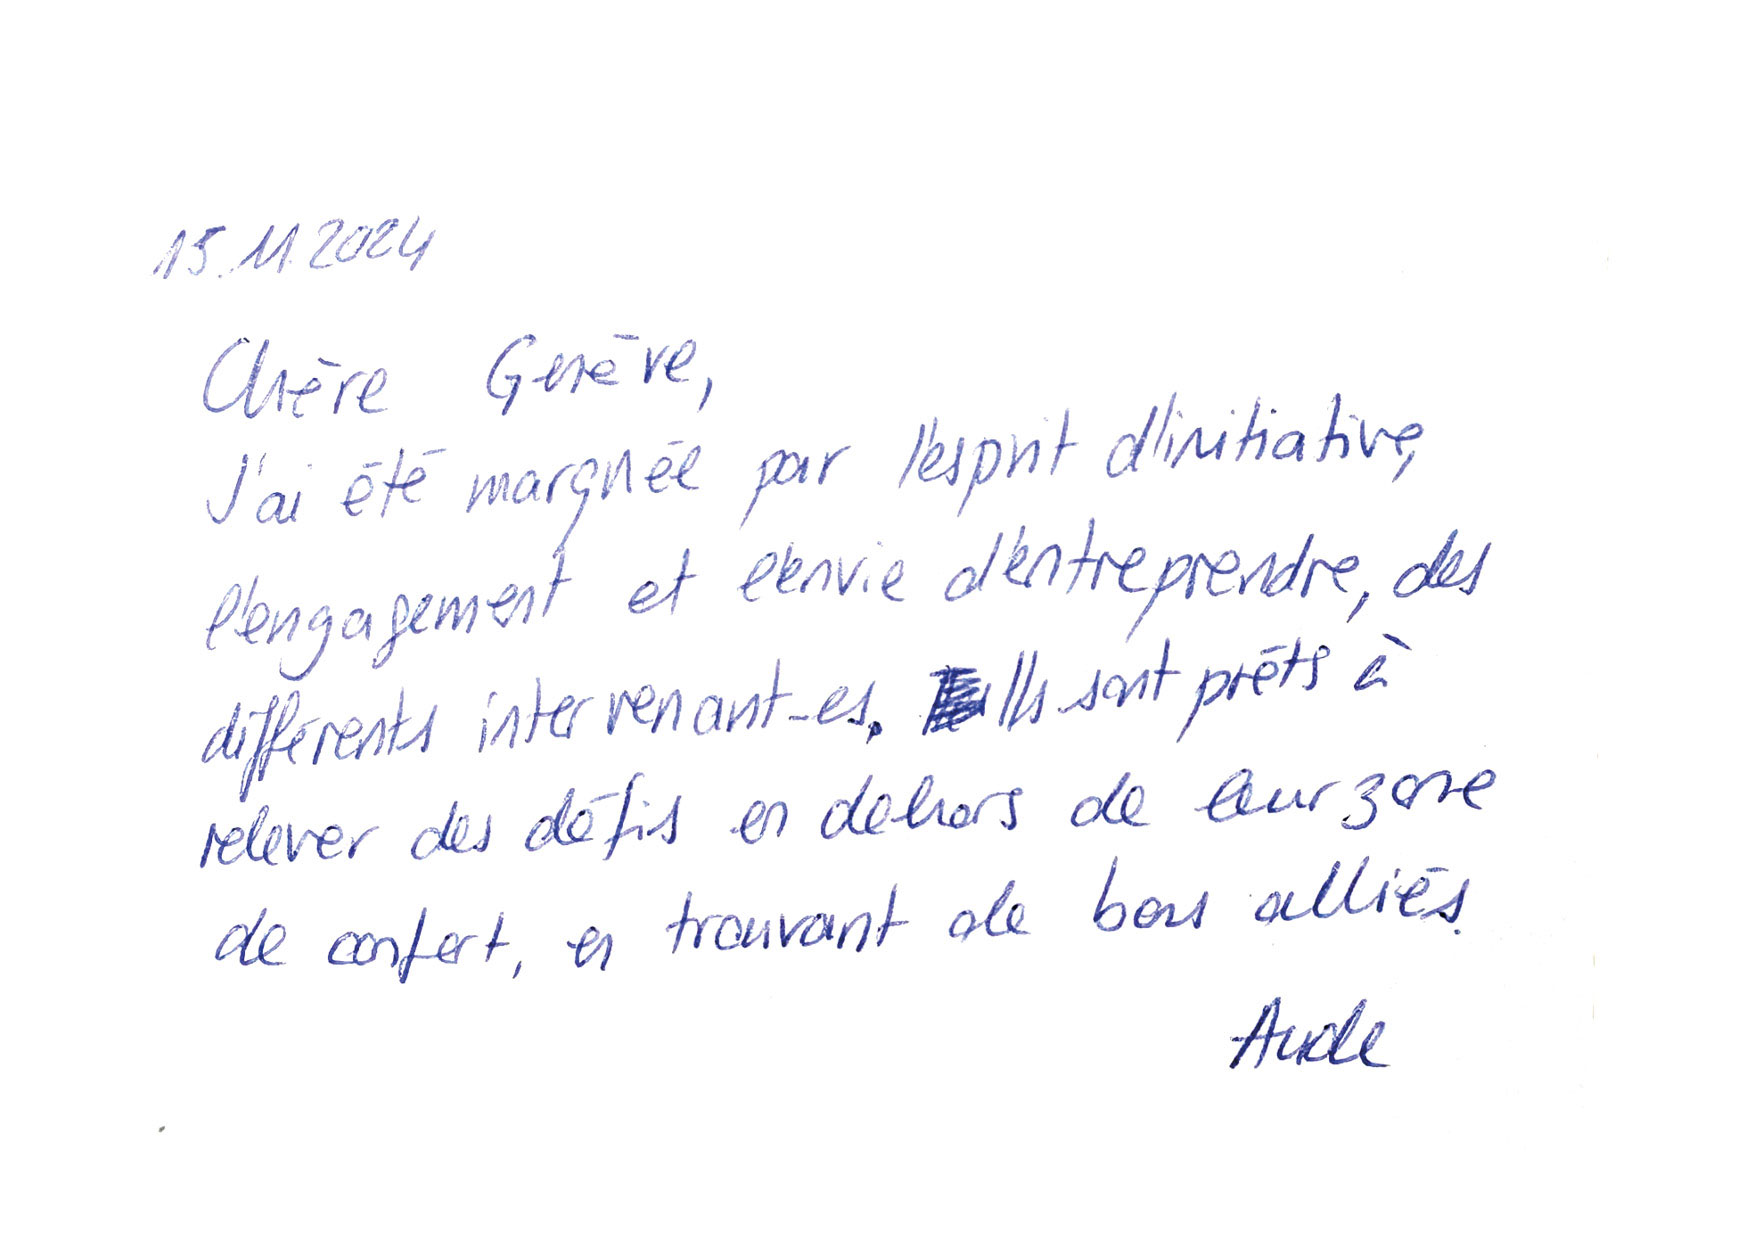 15.11.2024
Chère Genève,
J'ai été marquée par l'esprit d'initiative,
l'engagement et l'envie d'entreprendre, des
différents intervenant-es. Ils sont prêts à
relever des défis en dehors de leur zone
de confort, en trouvant de bons alliés.
Aude